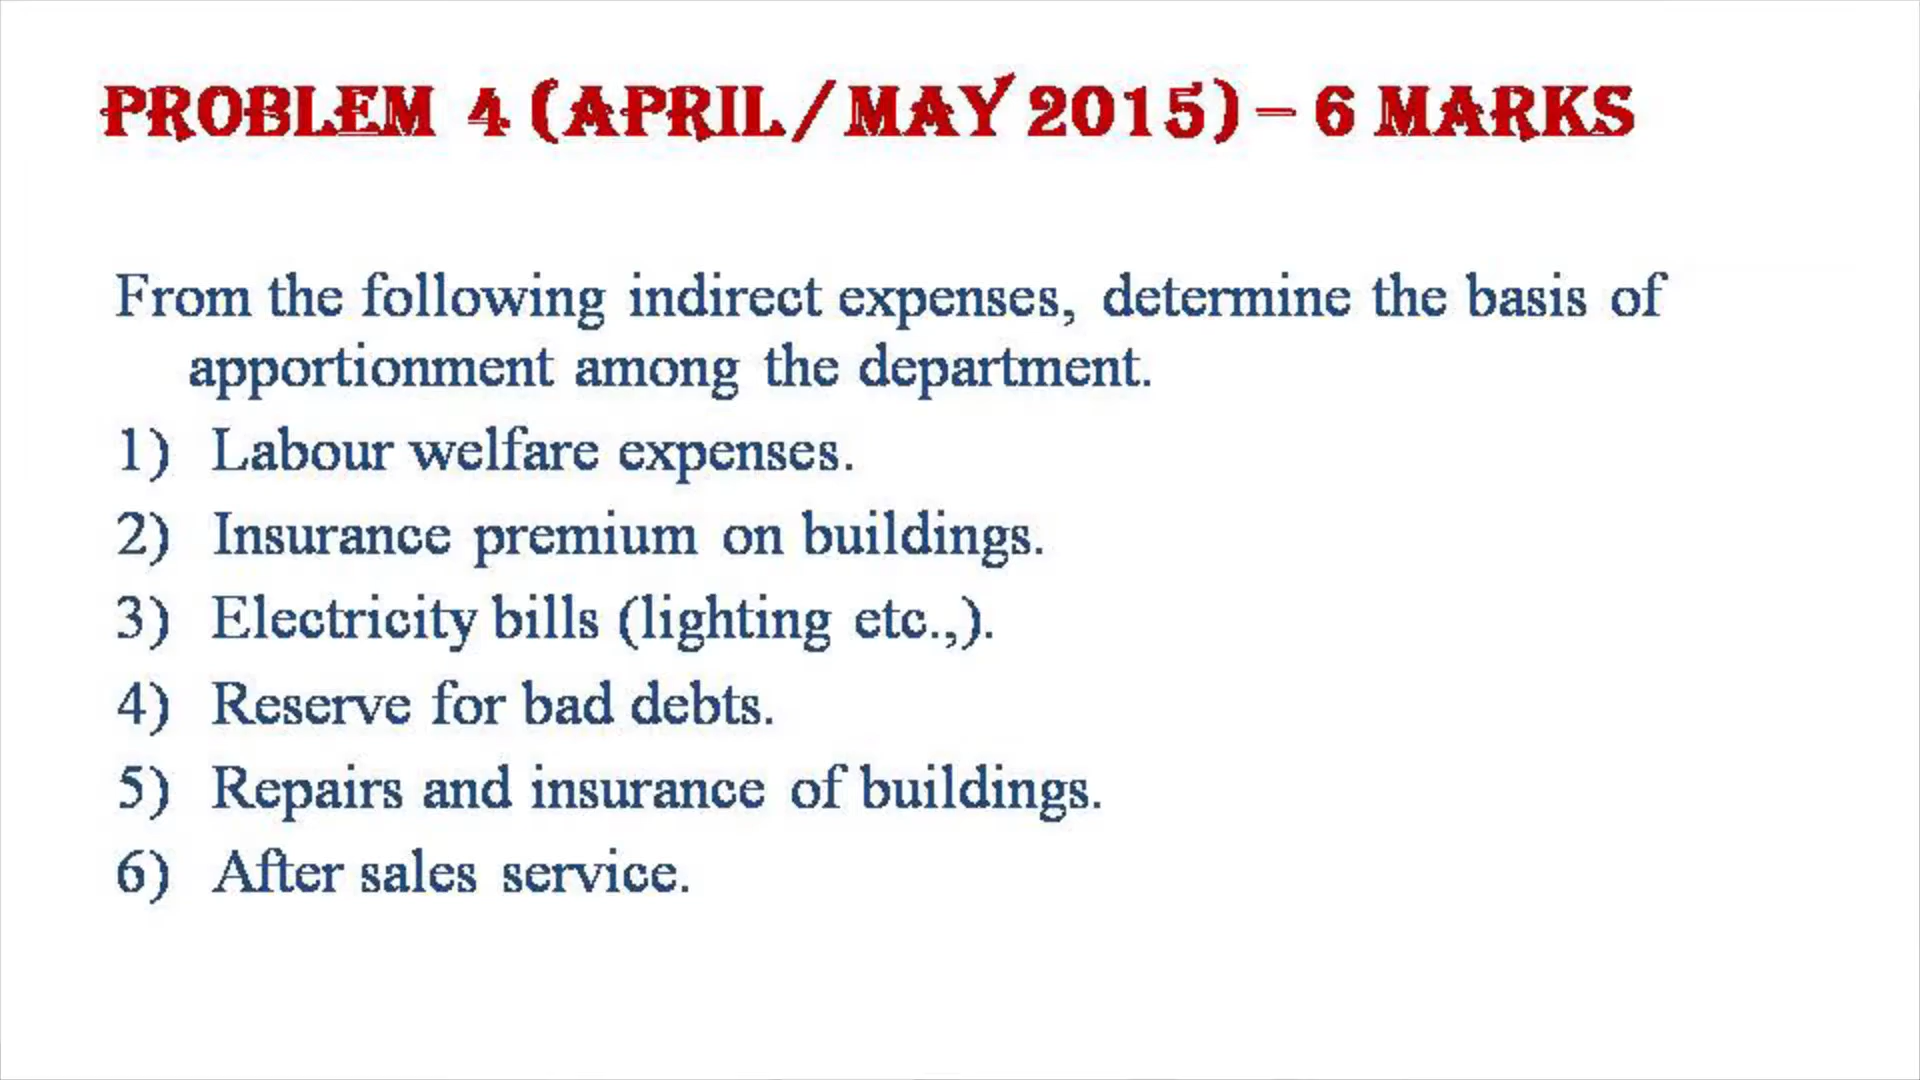 PROBLEM 4 (APRIL/MAY 2015) – 6 MARKS
From the following indirect expenses, determine the basis of
apportionment among the department.
1) Labour welfare expenses.
2) Insurance premium on buildings.
3) Electricity bills (lighting etc.,).
4) Reserve for bad debts.
5) Repairs and insurance of buildings.
6) After sales service.